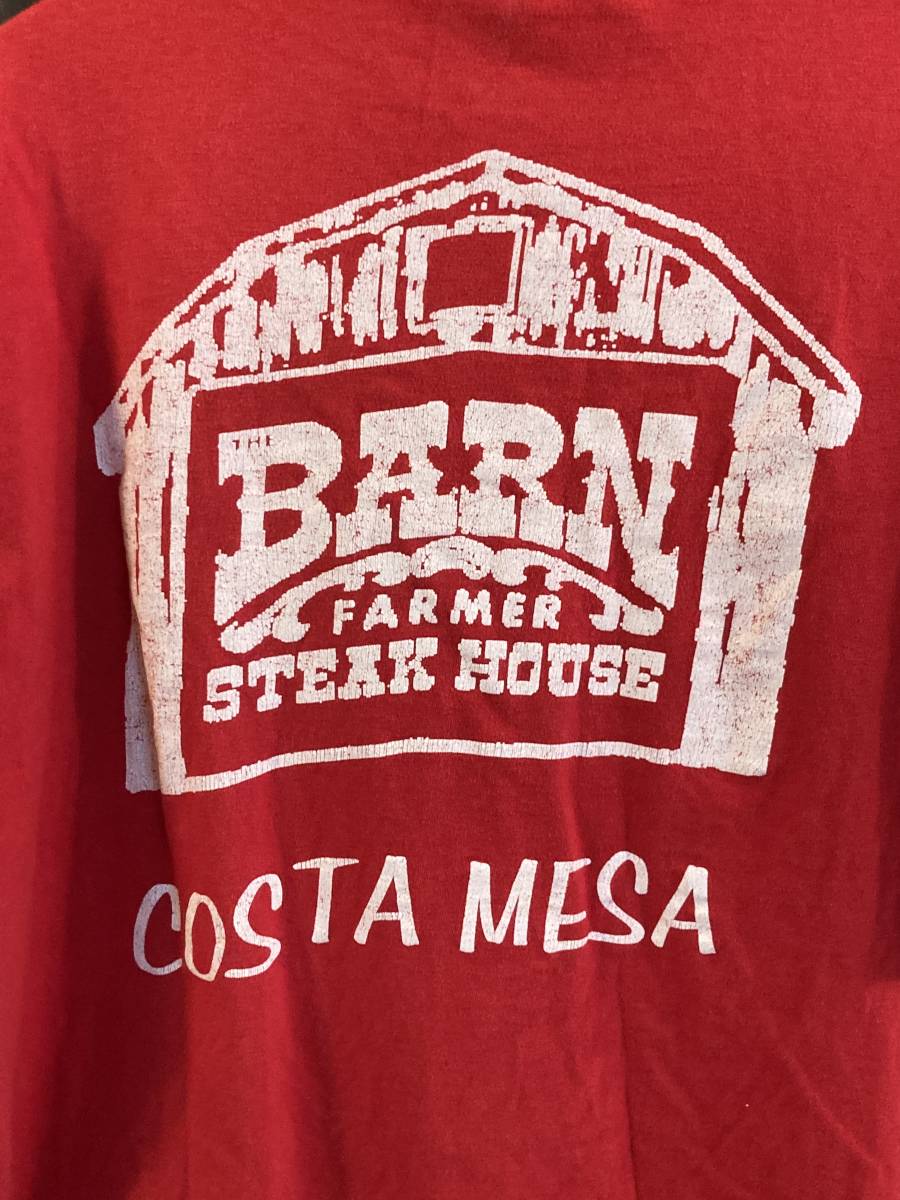 THE
BARN
FARMER
STEAK HOUSE
COSTA MESA